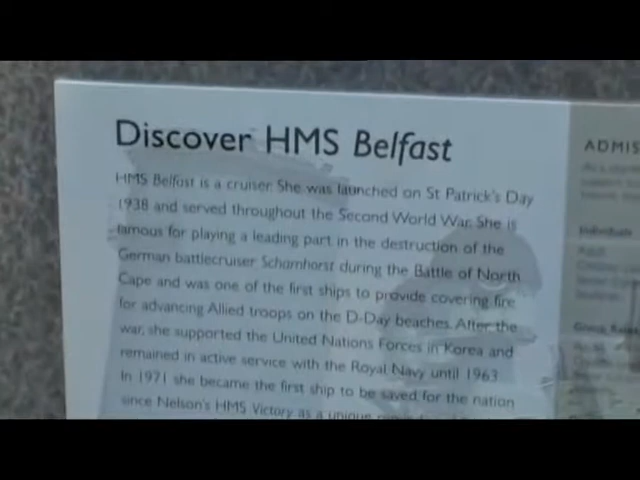 Discover HMS Belfast
HMS Belfast is a cruiser. She was launched on St Patrick's Day
1938 and served throughout the Second World War. She is
famous for playing a leading part in the destruction of the
German battlecruiser Scharnhorst during the Battle of North
Cape and was one of the first ships to provide covering fire
for advancing Allied troops on the D-Day beaches. After the
war, she supported the United Nations Forces in Korea and
remained in active service with the Royal Navy until 1963.
In 1971 she became the first ship to be saved for the nation
since Nelson's HMS Victory as a unique
ADMIS